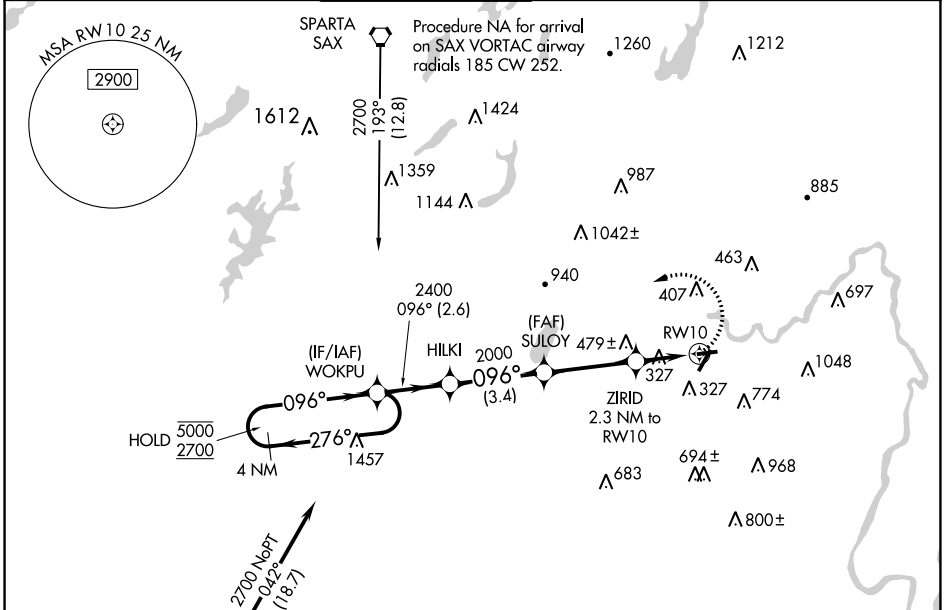 MSA RW10 25 NM
2900
SPARTA
SAX
Procedure NA for arrival
on SAX VORTAC airway
radials 185 CW 252.
1260
1212
1612
2700
193°
(12.8)
1424
1359
1144
987
885
1042±
463
940
407
697
2400
096° (2.6)
(FAF)
SULOY
479±
RW10
(IF/IAF)
WOKPU
HILKI
2000
096°
(3.4)
327
1048
096°
ZIRID
2.3 NM to
RW10
327
774
HOLD
5000
2700
276°
4 NM
1457
694±
683
968
800±
2700 NoPT
042°
(18.7)